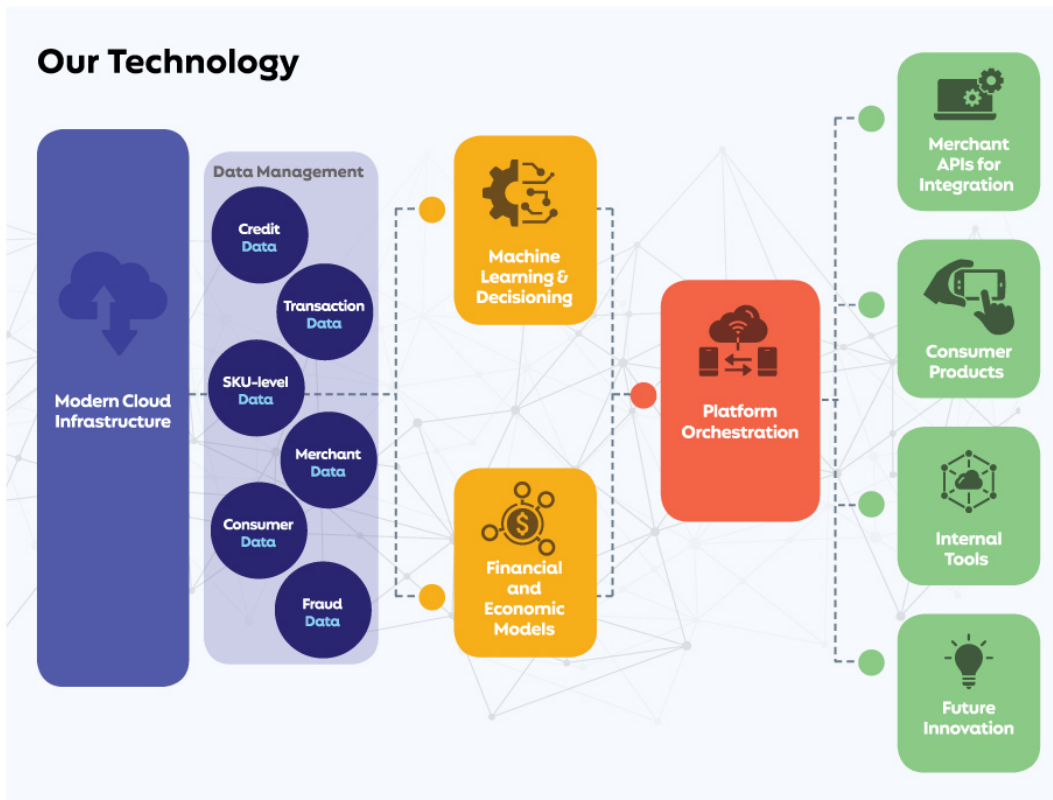 Our Technology
Modern Cloud
Infrastructure
Data Management
Credit
Data
Transaction
Data
SKU-level
Data
Merchant
Data
Consumer
Data
Fraud
Data
Machine
Learning &
Decisioning
Financial
and
Economic
Models
Platform
Orchestration
Merchant
APIs for
Integration
Consumer
Products
Internal
Tools
Future
Innovation